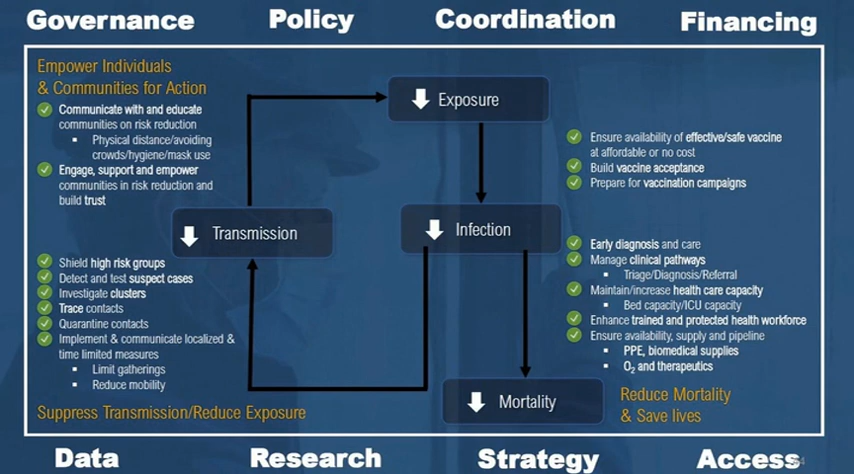 Governance Policy Coordination Financing
Empower Individuals
& Communities for Action
Communicate with and educate
communities on risk reduction
Physical distance/avoiding
crowds/hygiene/mask use
Engage, support and empower
communities in risk reduction and
build trust
Exposure
Ensure availability of effective/safe vaccine
at affordable or no cost
Build vaccine acceptance
Prepare for vaccination campaigns
Transmission
Infection
Shield high risk groups
Detect and test suspect cases
Investigate clusters
Trace contacts
Quarantine contacts
Implement & communicate localized &
time limited measures
Limit gatherings
Reduce mobility
Suppress Transmission/Reduce Exposure
Early diagnosis and care
Manage clinical pathways
Triage/Diagnosis/Referral
Maintain/increase health care capacity
Bed capacity/ICU capacity
Enhance trained and protected health workforce
Ensure availability, supply and pipeline
PPE, biomedical supplies
O₂ and therapeutics
Mortality
Reduce Mortality
& Save lives
Data Research Strategy Access